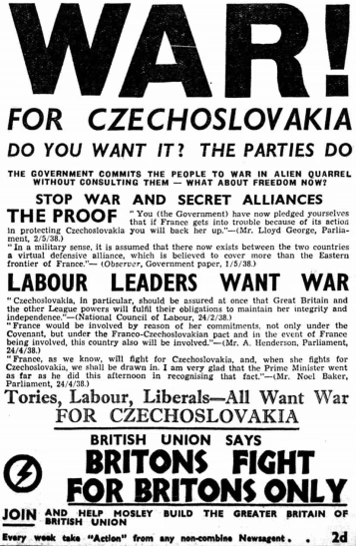 WAR!
FOR CZECHOSLOVAKIA
DO YOU WANT IT? THE PARTIES DO
THE GOVERNMENT COMMITS THE PEOPLE TO WAR IN ALIEN QUARREL
WITHOUT CONSULTING THEM — WHAT ABOUT FREEDOM NOW?
STOP WAR AND SECRET ALLIANCES
THE PROOF "You (the Government) have now pledged yourselves
that if France gets into trouble because of its action
in protecting Czechoslovakia you will back her up."—(Mr. Lloyd George, Parlia-
ment, 2/5/38.)
"In a military sense, it is assumed that there now exists between the two countries
a virtual defensive alliance, which is believed to cover more than the Eastern
frontier of France."— (Observer, Government paper, 1/5/38.)
LABOUR LEADERS WANT WAR
"Czechoslovakia, in particular, should be assured at once that Great Britain and
the other League powers will fulfil their obligations to maintain her integrity and
independence."—(National Council of Labour, 24/2/38.)
"France would be involved by reason of her commitments, not only under the
Covenant, but under the Franco-Czechoslovakian pact and in the event of France
being involved, this country also will be involved."—(Mr. A. Henderson, Parliament,
24/4/38.)
"France, as we know, will fight for Czechoslovakia, and, when she fights for
Czechoslovakia, we shall be drawn in. I am very glad that the Prime Minister went
as far as he did this afternoon in recognising that fact."—(Mr. Noel Baker,
Parliament, 24/4/38.)
Tories, Labour, Liberals—All Want War
FOR CZECHOSLOVAKIA
BRITISH UNION SAYS
BRITONS FIGHT
FOR BRITONS ONLY
JOIN AND HELP MOSLEY BUILD THE GREATER BRITAIN OF
BRITISH UNION
Every week take "Action" from any non-combine Newsagent . . 2d